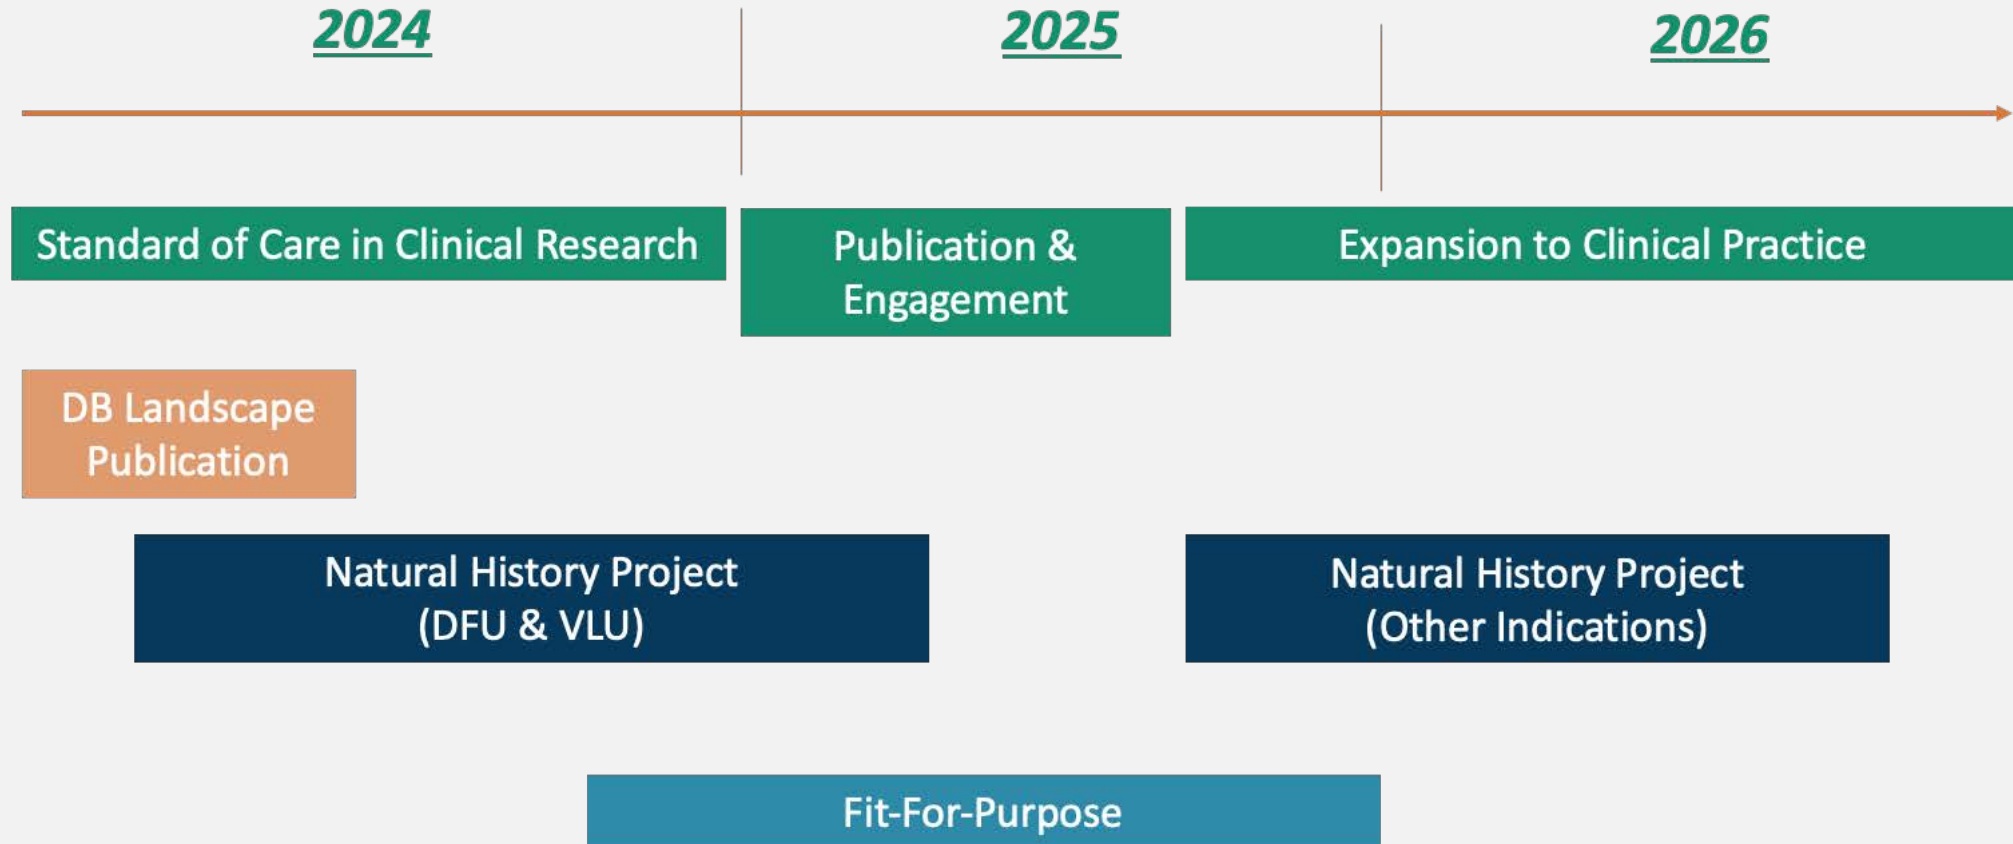 2024
2025
2026
Standard of Care in Clinical Research
Publication &
Engagement
Expansion to Clinical Practice
DB Landscape
Publication
Natural History Project
(DFU & VLU)
Natural History Project
(Other Indications)
Fit-For-Purpose